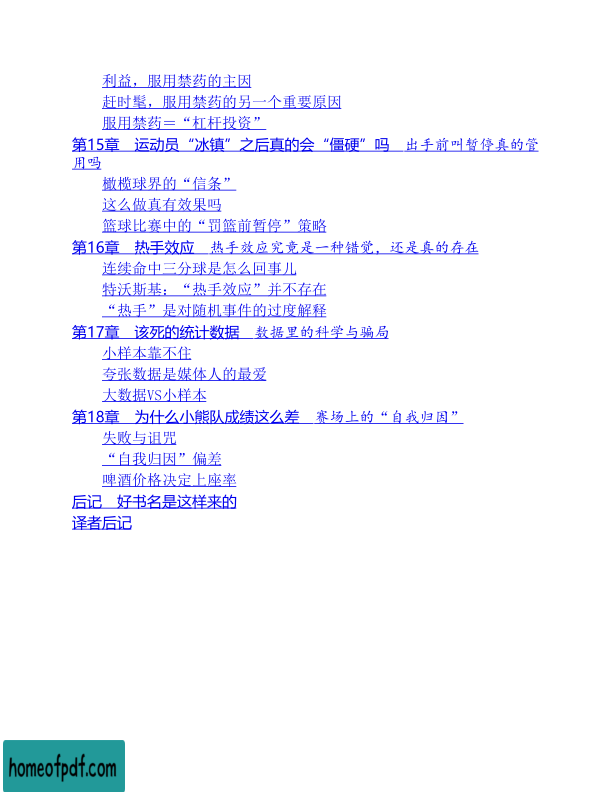 利益，服用禁药的主因
赶时髦，服用禁药的另一个重要原因
服用禁药＝“杠杆投资”
第15章　运动员“冰镇”之后真的会“僵硬”吗　出手前叫暂停真的管
用吗
橄榄球界的“信条”
这么做真有效果吗
篮球比赛中的“罚篮前暂停”策略
第16章　热手效应　热手效应究竟是一种错觉，还是真的存在
连续命中三分球是怎么回事儿
特沃斯基：“热手效应”并不存在
“热手”是对随机事件的过度解释
第17章　该死的统计数据　数据里的科学与骗局
小样本靠不住
夸张数据是媒体人的最爱
大数据VS小样本
第18章　为什么小熊队成绩这么差　赛场上的“自我归因”
失败与诅咒
“自我归因”偏差
啤酒价格决定上座率
后记　好书名是这样来的
译者后记
homeofpdf.com